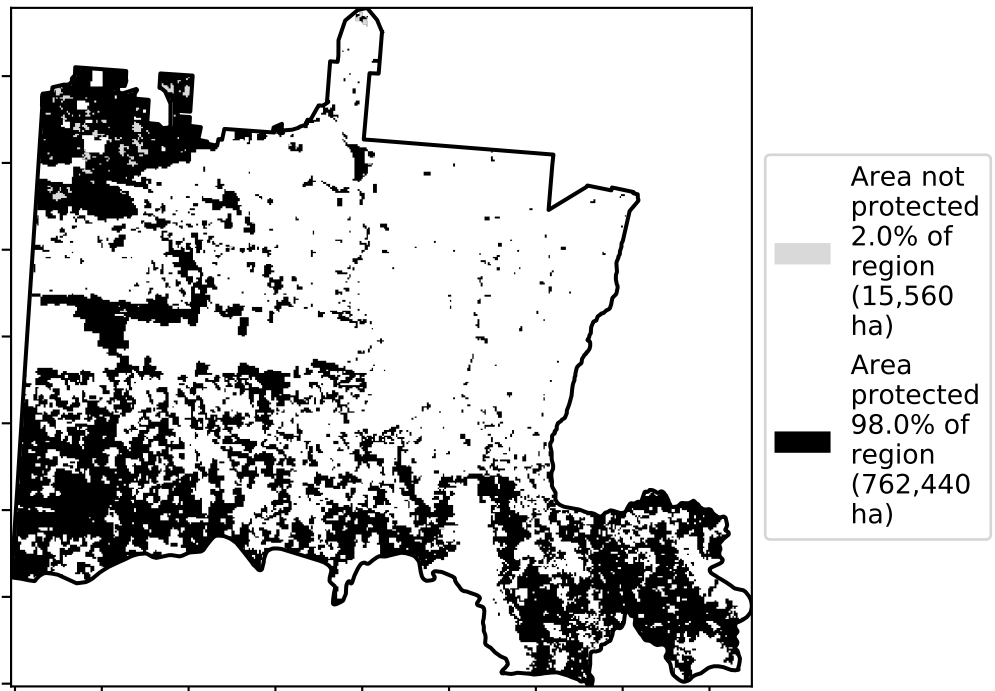 Area not
protected
2.0% of
region
(15,560
ha)
Area
protected
98.0% of
region
(762,440
ha)